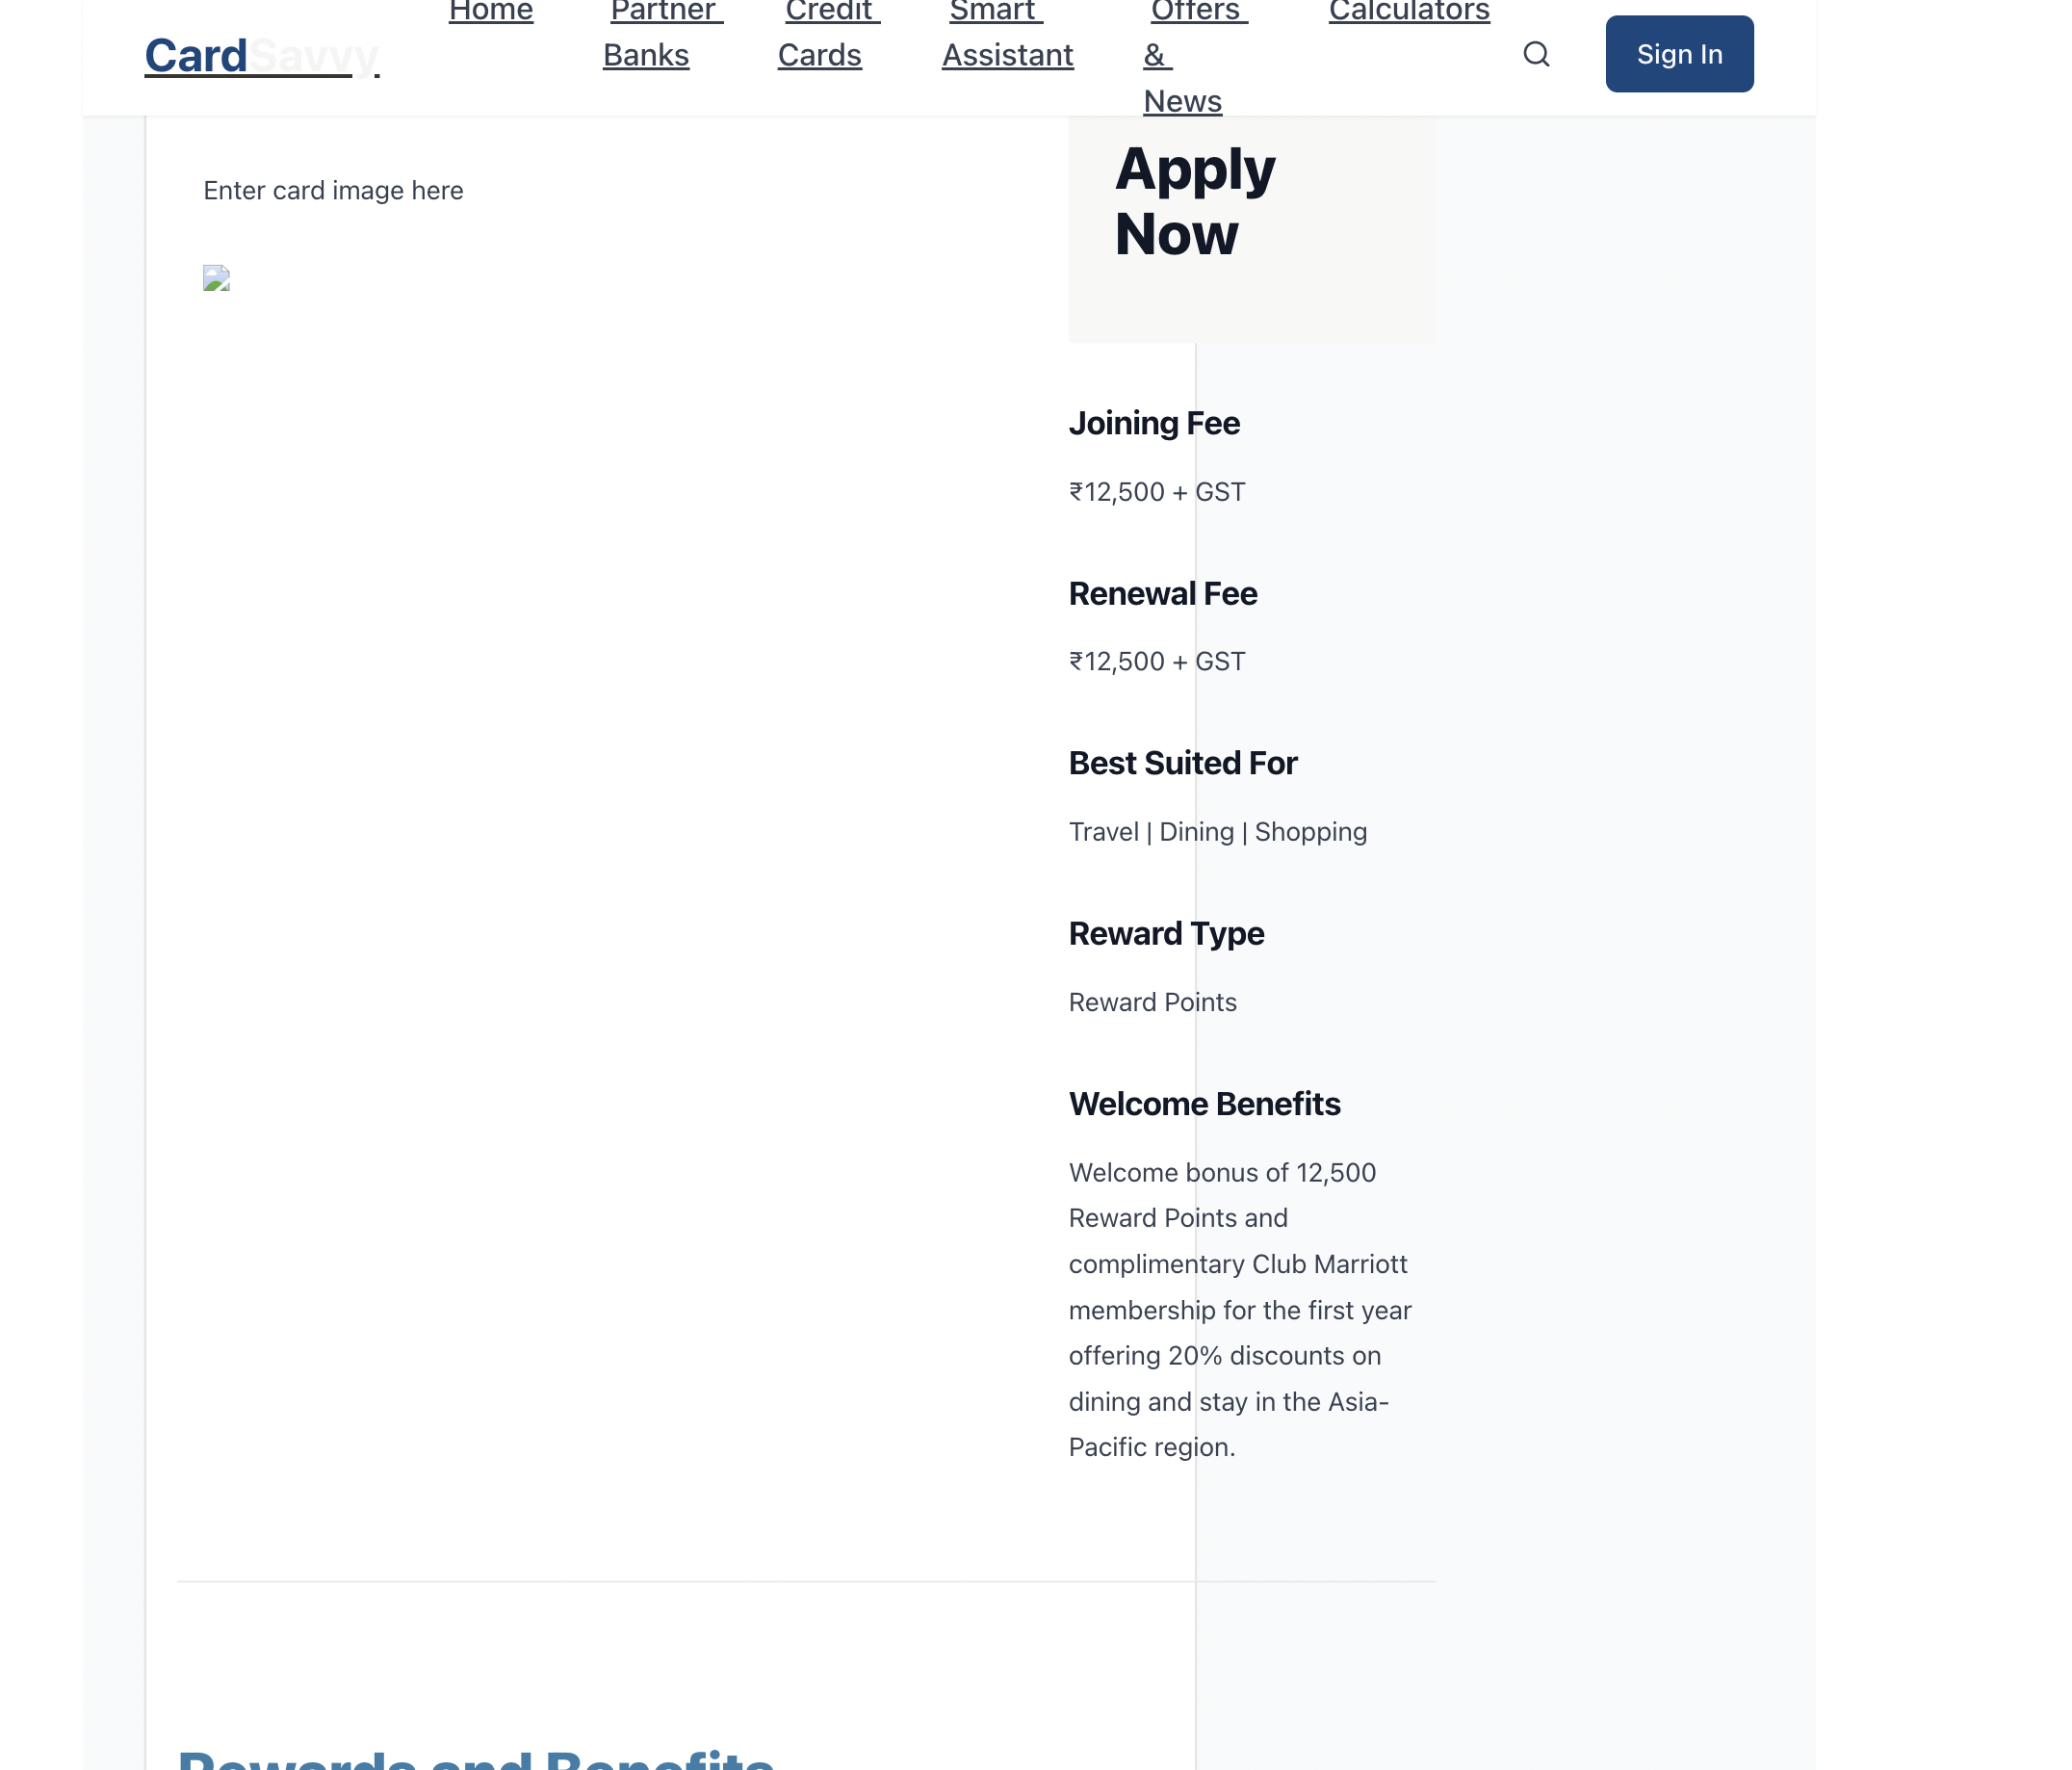 CardSavvy
Home
Partner
Banks
Credit
Cards
Smart
Assistant
Offers
&
News
Calculators
Sign In
Enter card image here
Apply
Now
Joining Fee
₹12,500 + GST
Renewal Fee
₹12,500 + GST
Best Suited For
Travel | Dining | Shopping
Reward Type
Reward Points
Welcome Benefits
Welcome bonus of 12,500
Reward Points and
complimentary Club Marriott
membership for the first year
offering 20% discounts on
dining and stay in the Asia-
Pacific region.
Rewards and Benefits